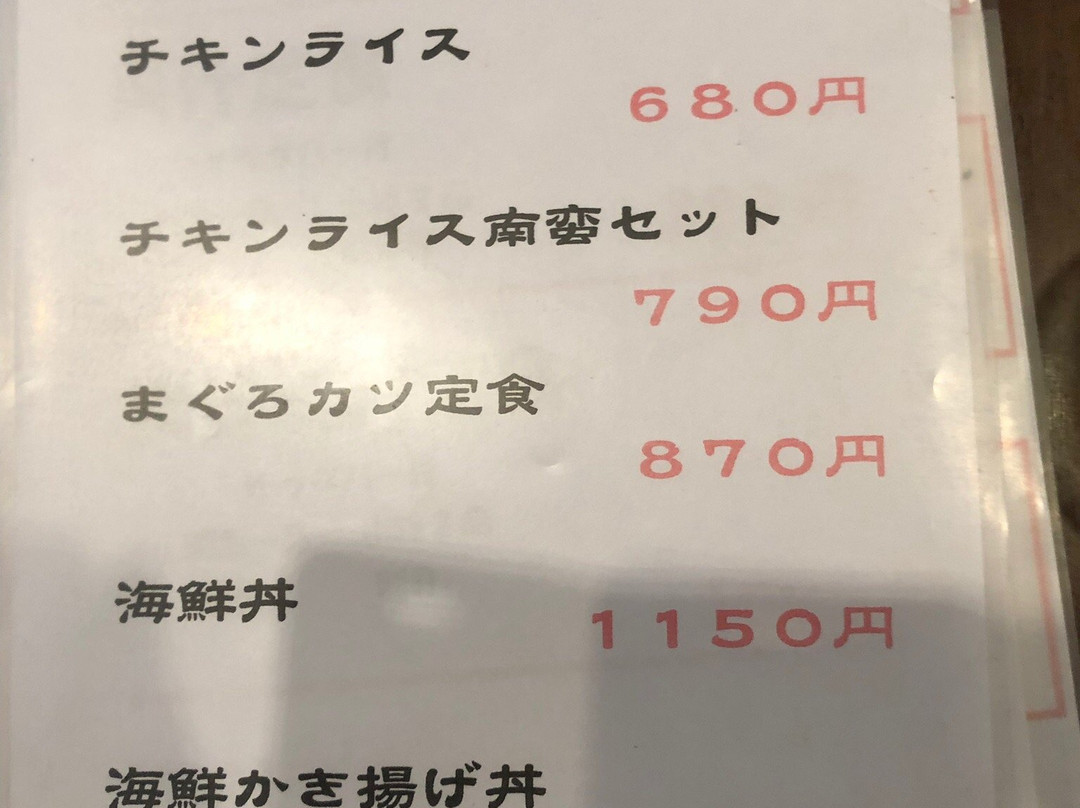 チキンライス
680円
チキンライス南蛮セット
790円
まぐろカツ定食
870円
海鮮丼
1150円
海鮮かき揚げ丼